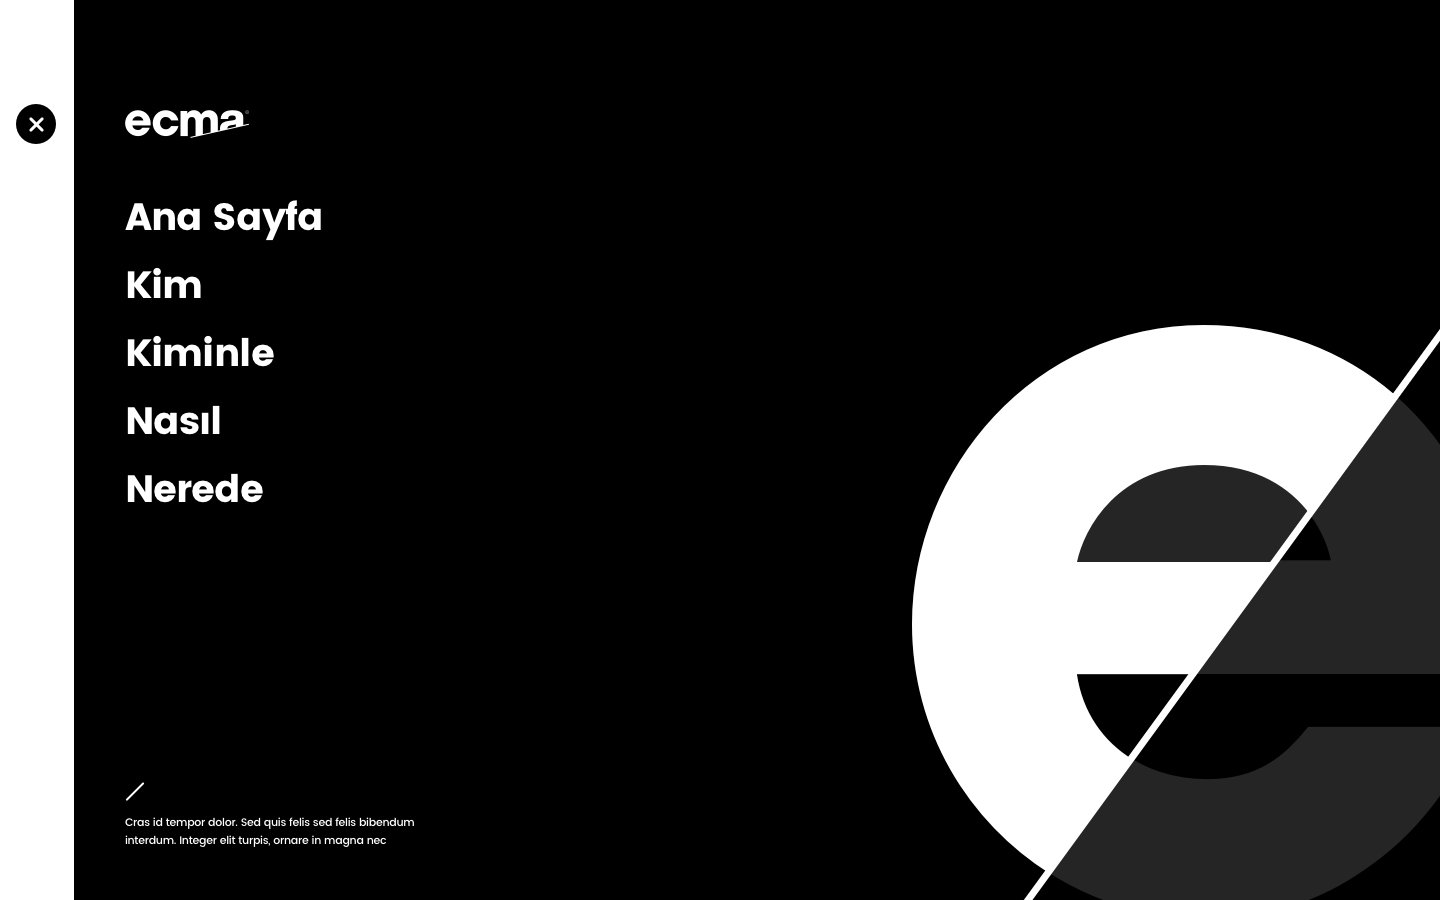 ecma
Ana Sayfa
Kim
Kiminle
Nasıl
Nerede
Cras id tempor dolor. Sed quis felis sed felis bibendum
interdum. Integer elit turpis, ornare in magna nec